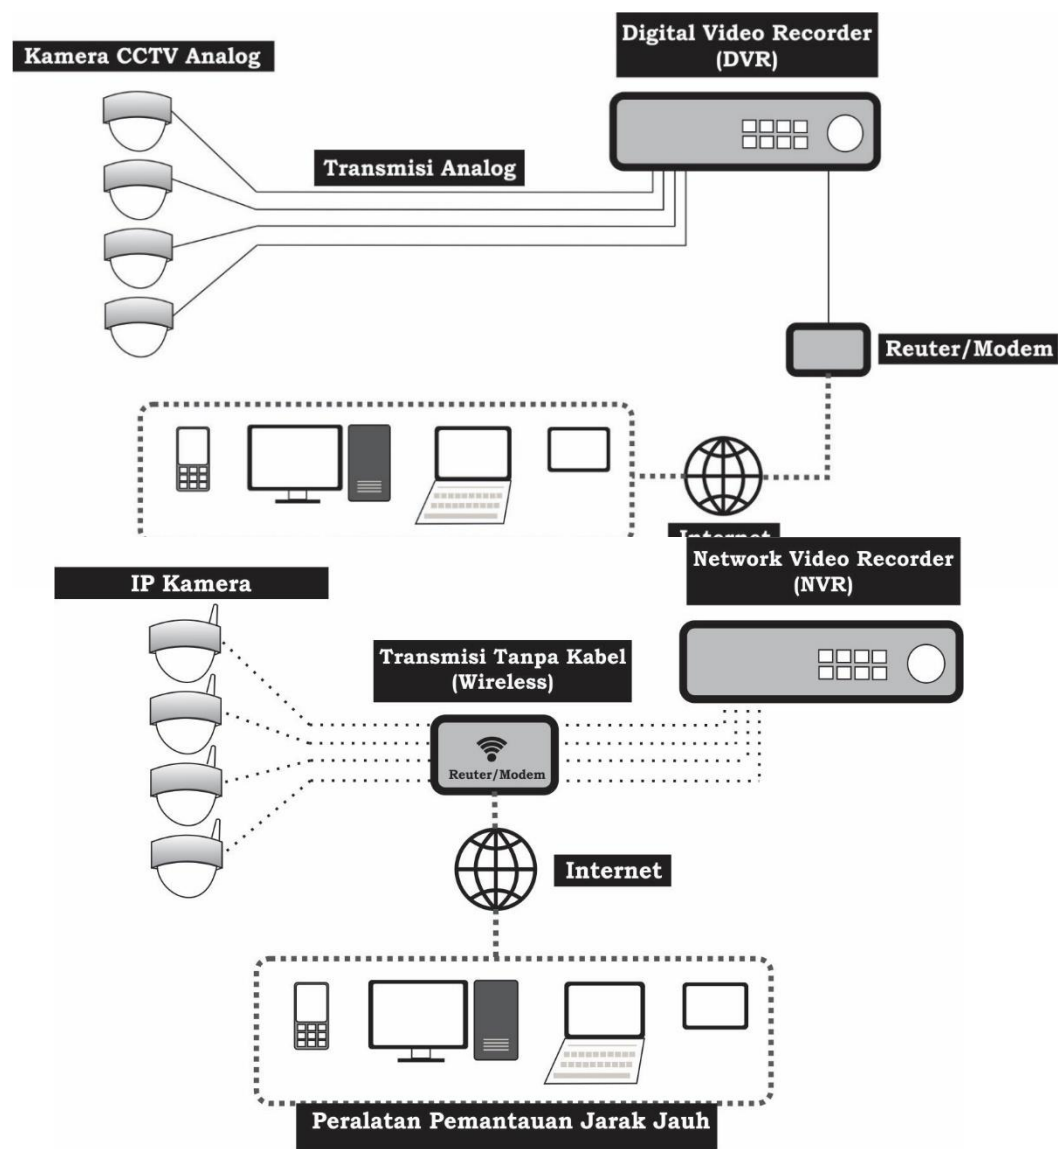 Digital Video Recorder
(DVR)
Kamera CCTV Analog
Transmisi Analog
Reuter/Modem
Internet
Network Video Recorder
(NVR)
IP Kamera
Transmisi Tanpa Kabel
(Wireless)
Reuter/Modem
Internet
Peralatan Pemantauan Jarak Jauh